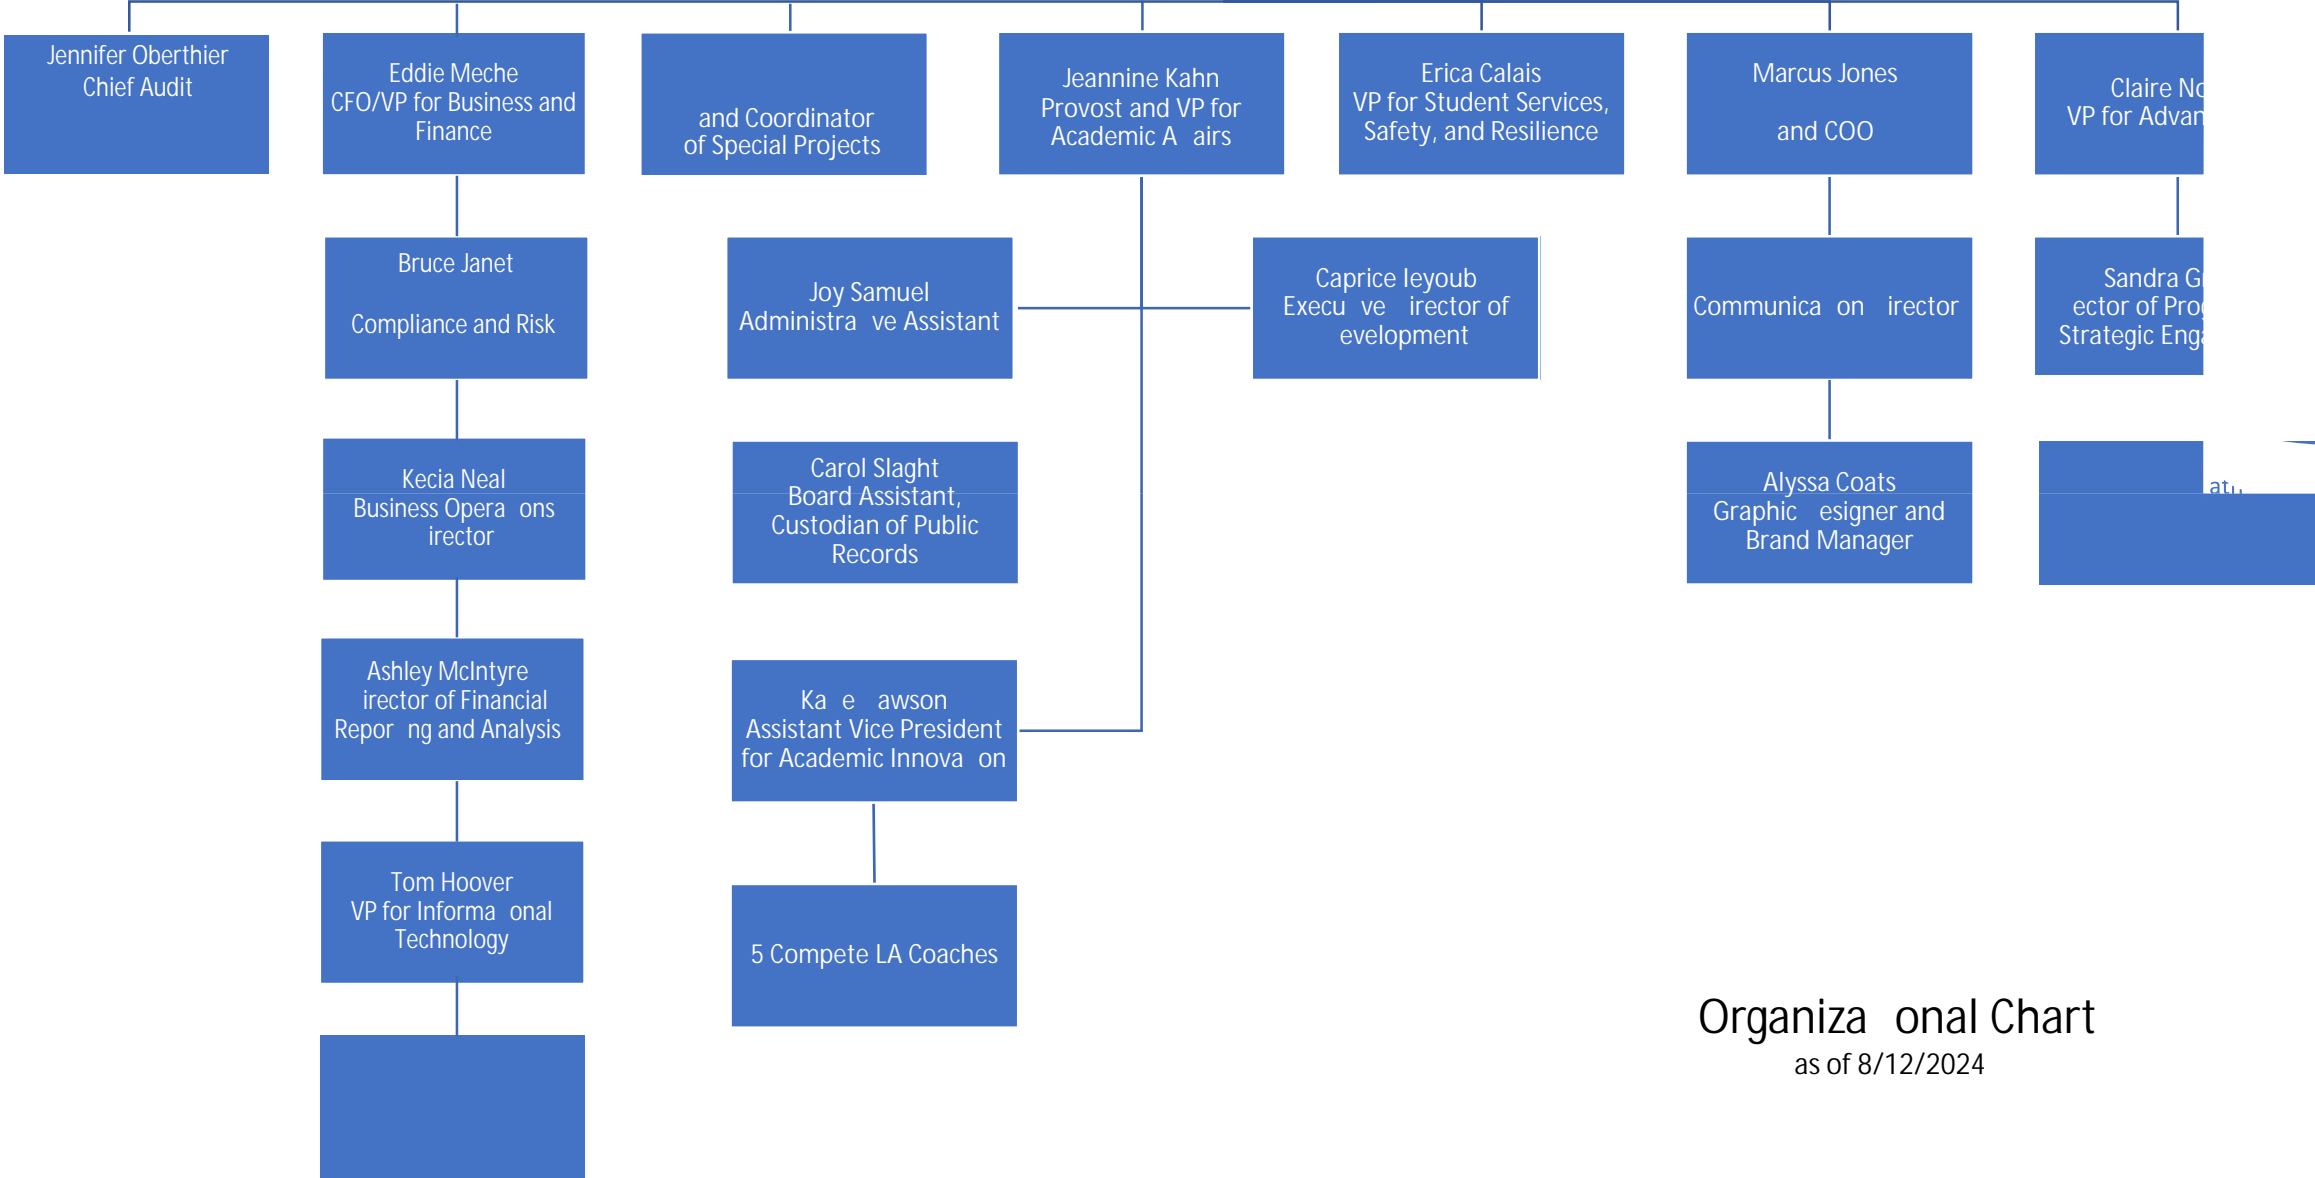 Jennifer Oberthier
Chief Audit
Eddie Meche
CFO/VP for Business and
Finance
and Coordinator
of Special Projects
Jeannine Kahn
Provost and VP for
Academic A airs
Erica Calais
VP for Student Services,
Safety, and Resilience
Marcus Jones
and COO
Claire
VP for
Bruce Janet
Compliance and Risk
Joy Samuel
Administra ve Assistant
Caprice Ieyoub
Execu ve irector of
evelopment
Communica on irector
Sandra
ector of
Strategic
Kecia Neal
Business Opera ons
irector
Carol Slaght
Board Assistant,
Custodian of Public
Records
Alyssa Coats
Graphic esigner and
Brand Manager
Ashley McIntyre
irector of Financial
Repor ng and Analysis
Ka e awson
Assistant Vice President
for Academic Innova on
Tom Hoover
VP for Informa onal
Technology
5 Compete LA Coaches
Organiza onal Chart
as of 8/12/2024